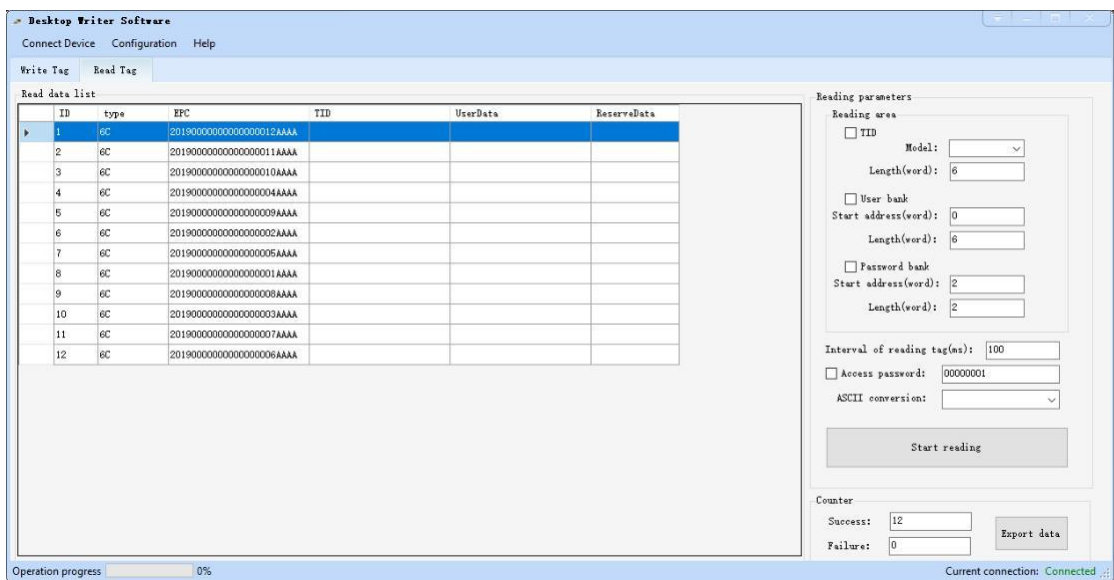 Desktop Writer Software
Connect Device Configuration Help
Write Tag Read Tag
Read data list
ID type EPC TID UserData ReserveData
1 6C 20190000000000000012AAAA
2 6C 20190000000000000011AAAA
3 6C 20190000000000000010AAAA
4 6C 20190000000000000004AAAA
5 6C 20190000000000000009AAAA
6 6C 20190000000000000002AAAA
7 6C 20190000000000000005AAAA
8 6C 20190000000000000001AAAA
9 6C 20190000000000000008AAAA
10 6C 20190000000000000003AAAA
11 6C 20190000000000000007AAAA
12 6C 20190000000000000006AAAA
Reading parameters
Reading area
TID
Model:
Length(word): 6
User bank
Start address(word): 0
Length(word): 6
Password bank
Start address(word): 2
Length(word): 2
Interval of reading tag(ms): 100
Access password: 00000001
ASCII conversion:
Start reading
Counter
Success: 12
Failure: 0
Export data
Operation progress 0% Current connection: Connected